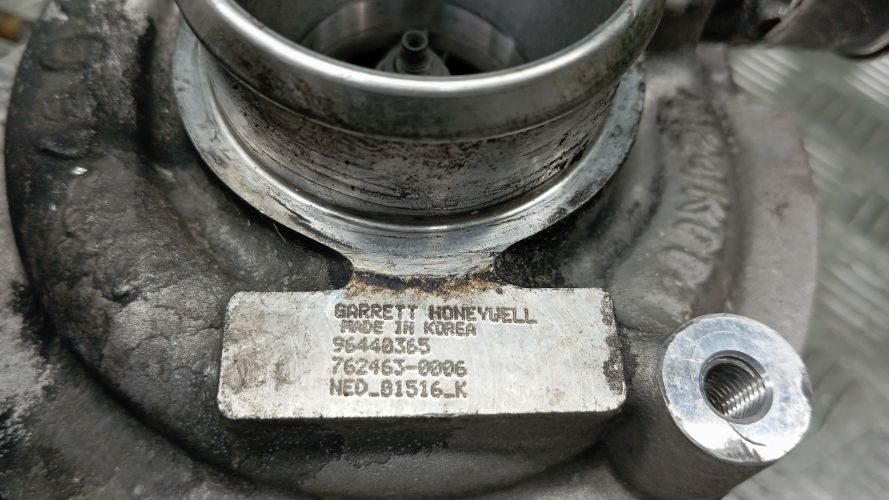 GARRETT HONEYWELL
MADE IN KOREA
96440365
762463-0006
NED_81516_K